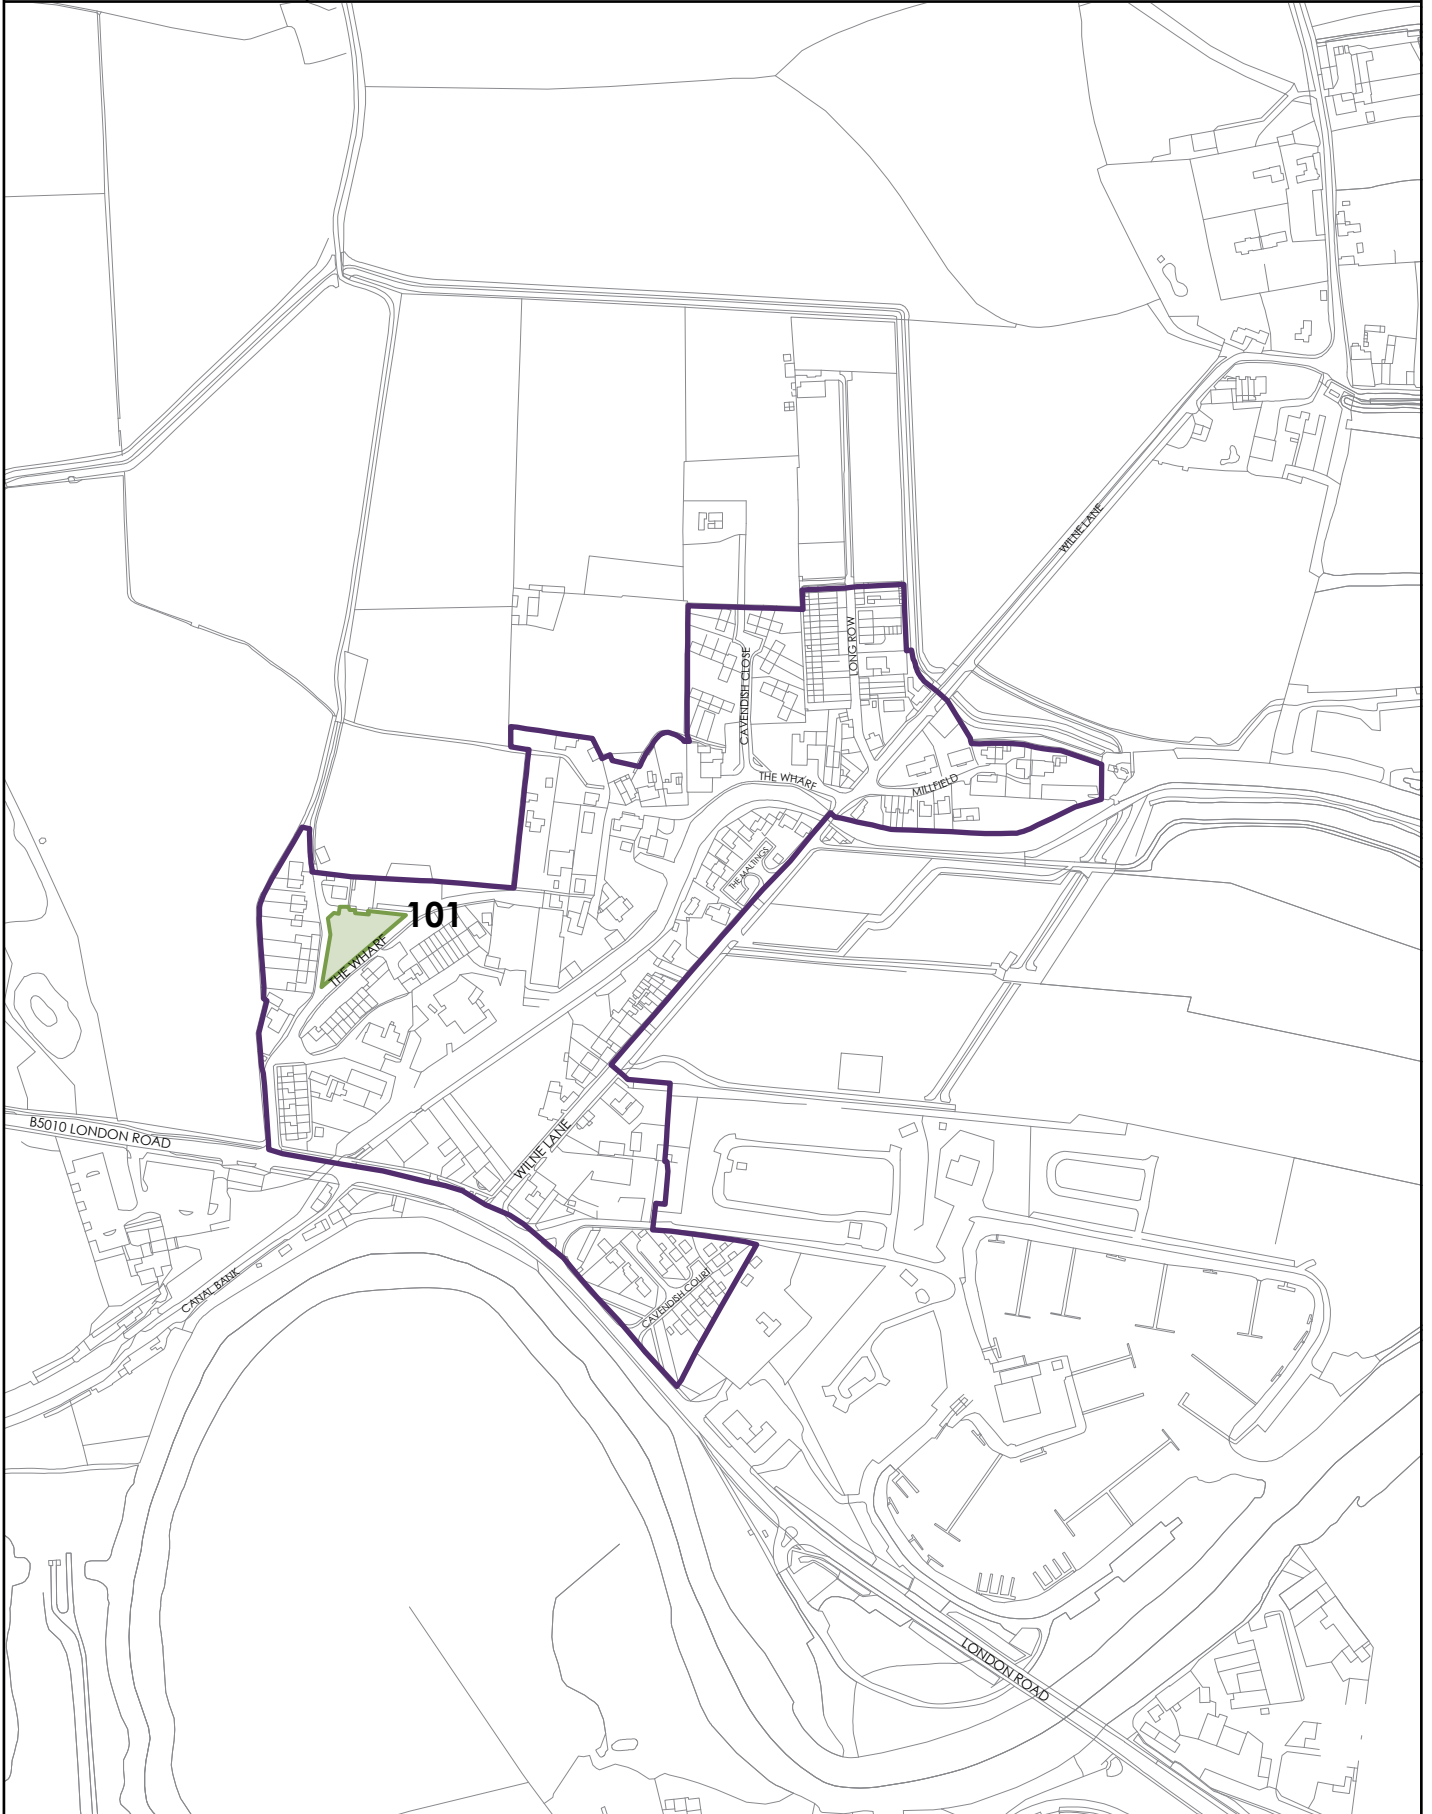 WILNE LANE
LONG ROW
CAVENDISH CLOSE
THE WHARF
MILLFIELD
THE MALTINGS
101
THE WHARF
B5010 LONDON ROAD
WILNE LANE
CANAL BANK
CAVENDISH COURT
LONDON ROAD